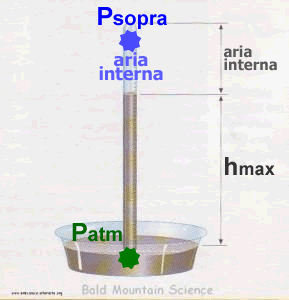 Psopra
aria
interna
aria
interna
hmax
Patm
Bald Mountain Science